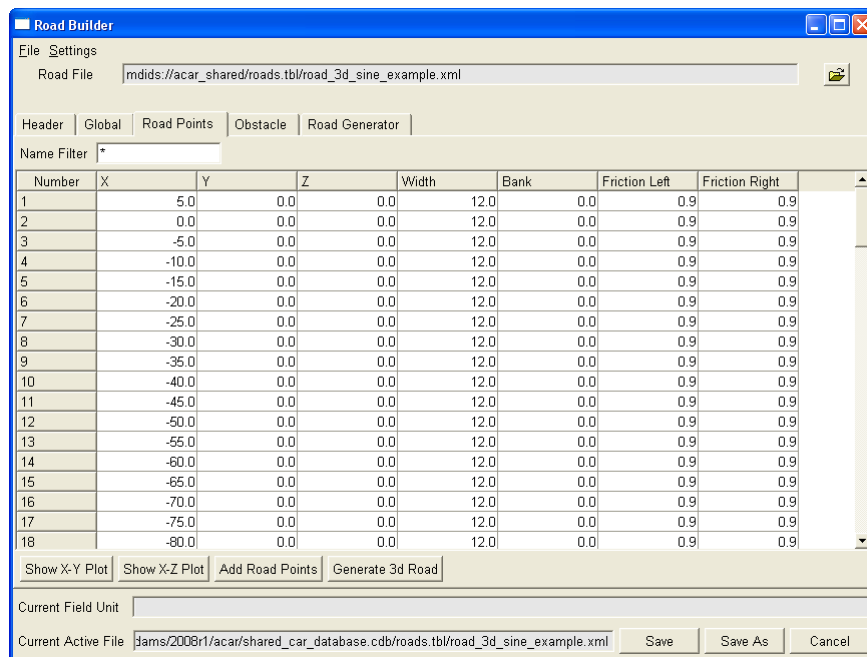 Road Builder
File Settings
Road File mdids://acar_shared/roads.tbl/road_3d_sine_example.xml
Header Global Road Points Obstacle Road Generator
Name Filter *
Number X Y Z Width Bank Friction Left Friction Right
1 5.0 0.0 0.0 12.0 0.0 0.9 0.9
2 0.0 0.0 0.0 12.0 0.0 0.9 0.9
3 -5.0 0.0 0.0 12.0 0.0 0.9 0.9
4 -10.0 0.0 0.0 12.0 0.0 0.9 0.9
5 -15.0 0.0 0.0 12.0 0.0 0.9 0.9
6 -20.0 0.0 0.0 12.0 0.0 0.9 0.9
7 -25.0 0.0 0.0 12.0 0.0 0.9 0.9
8 -30.0 0.0 0.0 12.0 0.0 0.9 0.9
9 -35.0 0.0 0.0 12.0 0.0 0.9 0.9
10 -40.0 0.0 0.0 12.0 0.0 0.9 0.9
11 -45.0 0.0 0.0 12.0 0.0 0.9 0.9
12 -50.0 0.0 0.0 12.0 0.0 0.9 0.9
13 -55.0 0.0 0.0 12.0 0.0 0.9 0.9
14 -60.0 0.0 0.0 12.0 0.0 0.9 0.9
15 -65.0 0.0 0.0 12.0 0.0 0.9 0.9
16 -70.0 0.0 0.0 12.0 0.0 0.9 0.9
17 -75.0 0.0 0.0 12.0 0.0 0.9 0.9
18 -80.0 0.0 0.0 12.0 0.0 0.9 0.9
Show X-Y Plot Show X-Z Plot Add Road Points Generate 3d Road
Current Field Unit
Current Active File dams/2008r1/acar/shared_car_database.cdb/roads.tbl/road_3d_sine_example.xml Save Save As Cancel